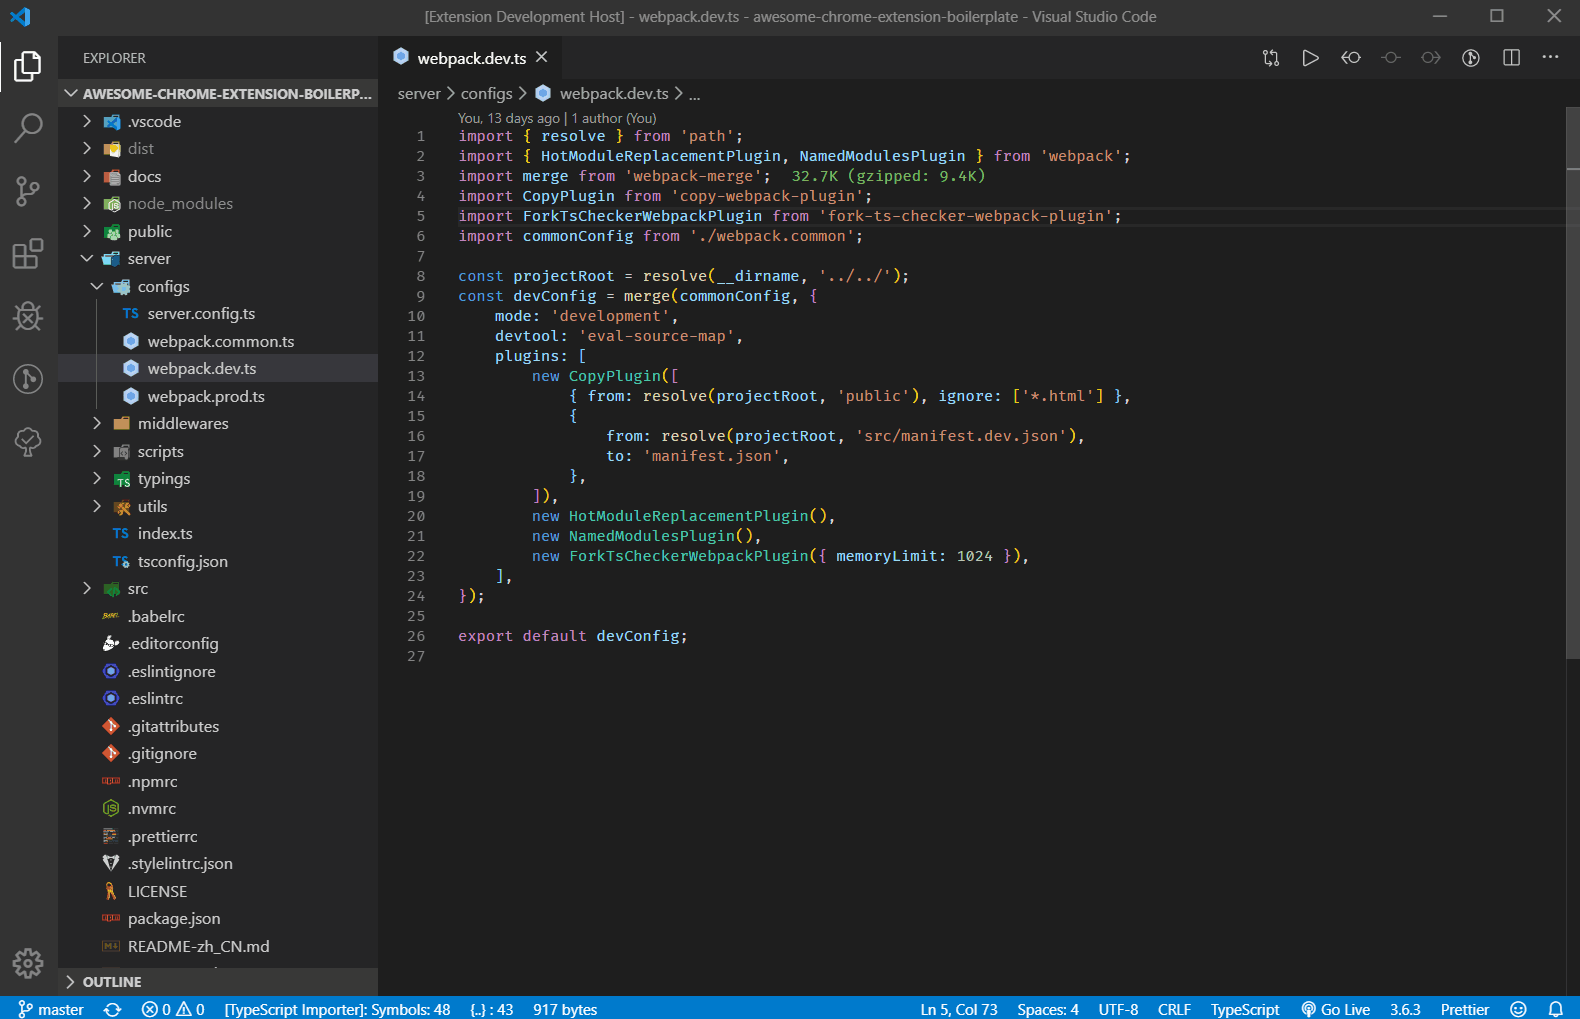 [Extension Development Host] - webpack.dev.ts - awesome-chrome-extension-boilerplate - Visual Studio Code
EXPLORER
AWESOME-CHROME-EXTENSION-BOILERP...
.vscode
dist
docs
node_modules
public
server
configs
TS server.config.ts
webpack.common.ts
webpack.dev.ts
webpack.prod.ts
middlewares
scripts
typings
utils
TS index.ts
tsconfig.json
src
.babelrc
.editorconfig
.eslintignore
.eslintrc
.gitattributes
.gitignore
.npmrc
.nvmrc
.prettierrc
.stylelintrc.json
LICENSE
package.json
README-zh_CN.md
OUTLINE
webpack.dev.ts
server > configs > webpack.dev.ts > ...
You, 13 days ago | 1 author (You)
1 import { resolve } from 'path';
2 import { HotModuleReplacementPlugin, NamedModulesPlugin } from 'webpack';
3 import merge from 'webpack-merge'; 32.7K (gzipped: 9.4K)
4 import CopyPlugin from 'copy-webpack-plugin';
5 import ForkTsCheckerWebpackPlugin from 'fork-ts-checker-webpack-plugin';
6 import commonConfig from './webpack.common';
7
8 const projectRoot = resolve(__dirname, '../../');
9 const devConfig = merge(commonConfig, {
10 mode: 'development',
11 devtool: 'eval-source-map',
12 plugins: [
13 new CopyPlugin([
14 { from: resolve(projectRoot, 'public'), ignore: ['*.html'] },
15 {
16 from: resolve(projectRoot, 'src/manifest.dev.json'),
17 to: 'manifest.json',
18 },
19 ]),
20 new HotModuleReplacementPlugin(),
21 new NamedModulesPlugin(),
22 new ForkTsCheckerWebpackPlugin({ memoryLimit: 1024 }),
23 ],
24 });
25
26 export default devConfig;
27
master 0 0 [TypeScript Importer]: Symbols: 48 {..} : 43 917 bytes Ln 5, Col 73 Spaces: 4 UTF-8 CRLF TypeScript Go Live 3.6.3 Prettier